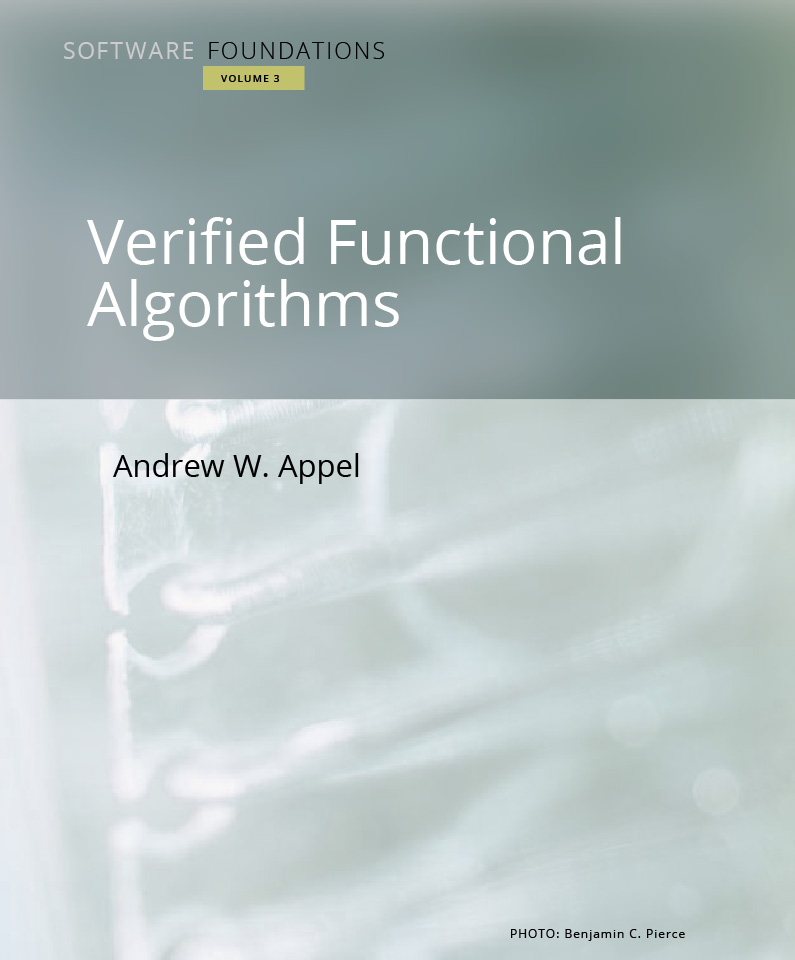 SOFTWARE FOUNDATIONS
VOLUME 3
Verified Functional
Algorithms
Andrew W. Appel
PHOTO: Benjamin C. Pierce